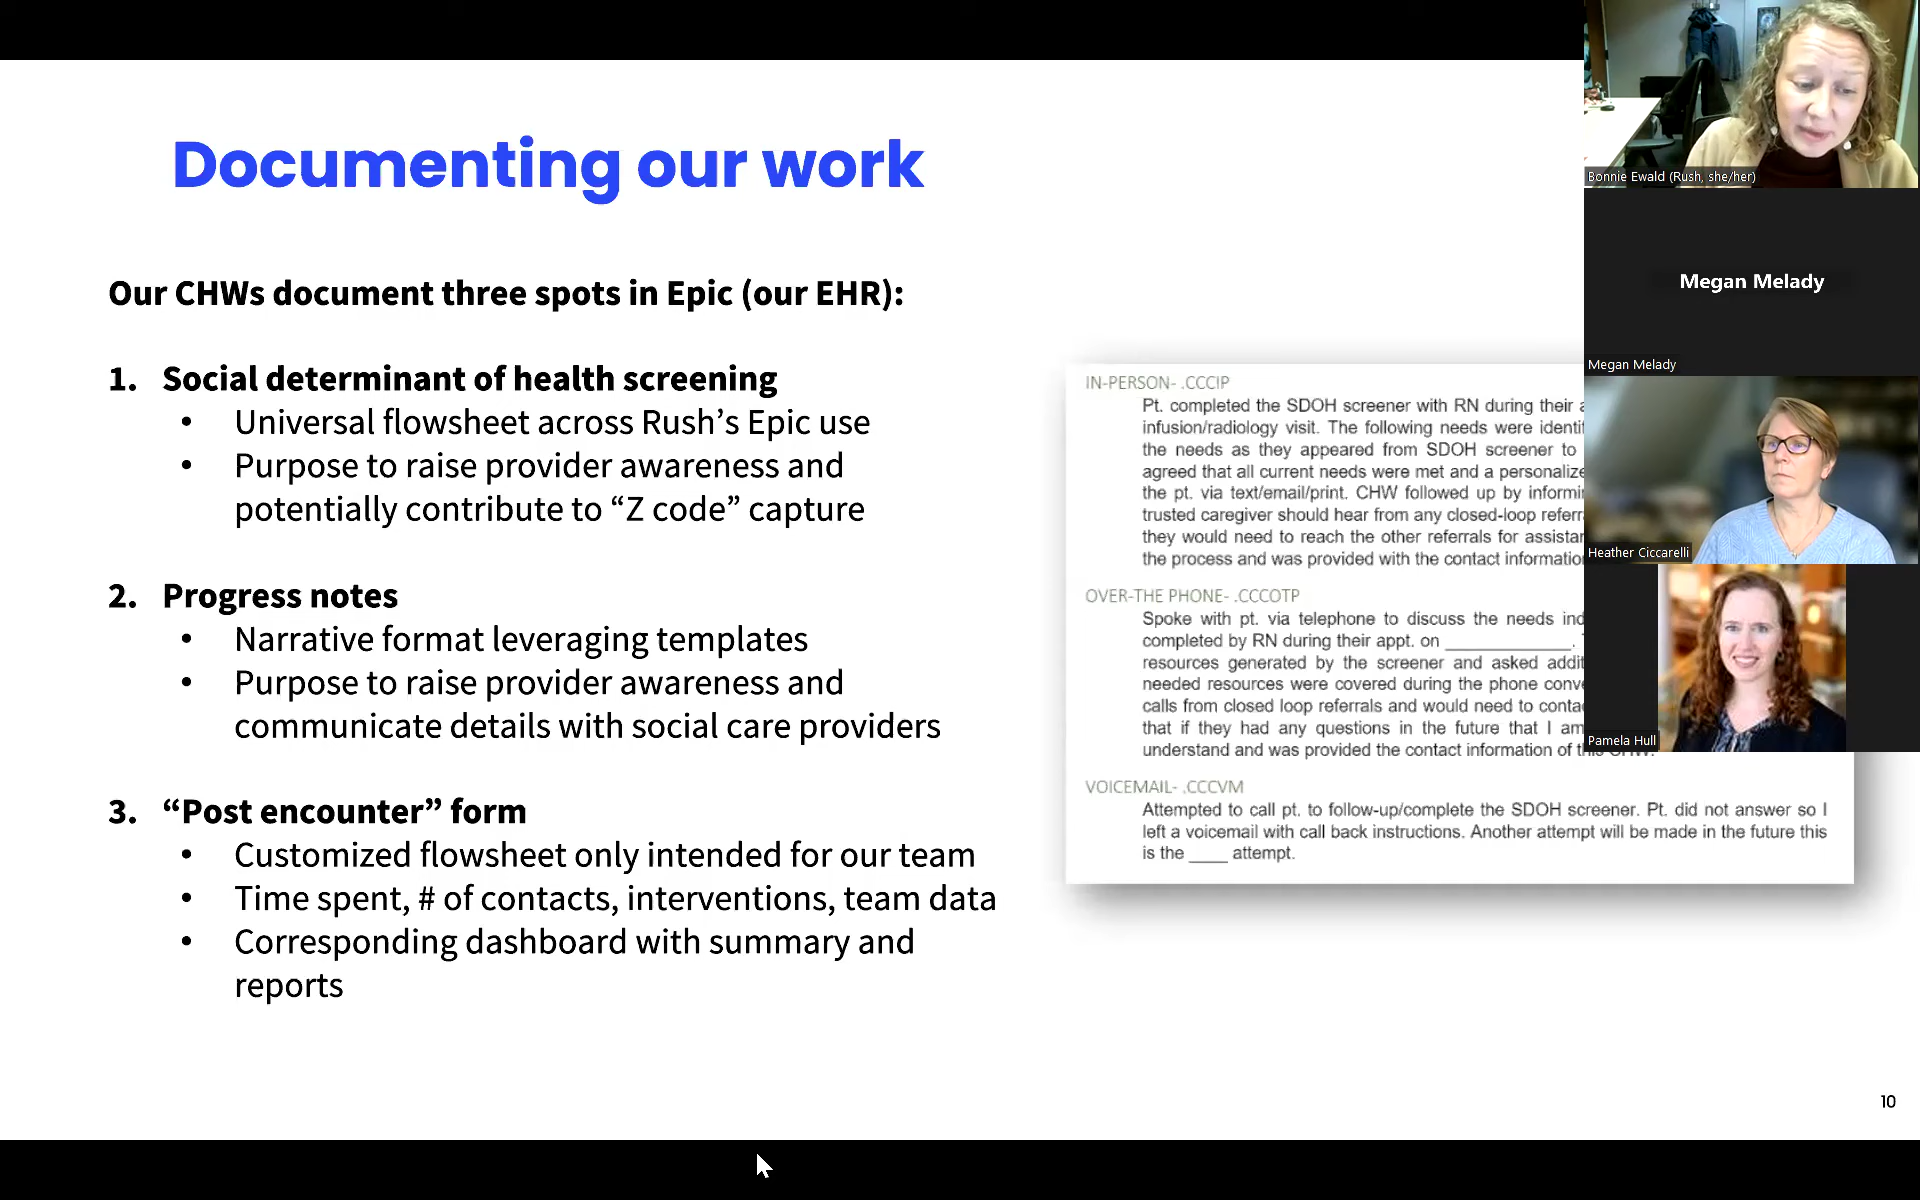 Documenting our work
Our CHWs document three spots in Epic (our EHR):
1. Social determinant of health screening
• Universal flowsheet across Rush’s Epic use
• Purpose to raise provider awareness and
potentially contribute to “Z code” capture
2. Progress notes
• Narrative format leveraging templates
• Purpose to raise provider awareness and
communicate details with social care providers
3. “Post encounter” form
• Customized flowsheet only intended for our team
• Time spent, # of contacts, interventions, team data
• Corresponding dashboard with summary and
reports
IN-PERSON- .CCCIP
Pt. completed the SDOH screener with RN during their
infusion/radiology visit. The following needs were
the needs as they appeared from SDOH screener to
agreed that all current needs were met and a
the pt. via text/email/print. CHW followed up by
trusted caregiver should hear from any closed-loop
they would need to reach the other referrals for
the process and was provided with the contact
OVER-THE PHONE- .CCCOTP
Spoke with pt. via telephone to discuss the needs
completed by RN during their appt. on ______________.
resources generated by the screener and asked
needed resources were covered during the phone
calls from closed loop referrals and would need to
that if they had any questions in the future that I am
understand and was provided the contact information of this CHW.
VOICEMAIL- .CCCVM
Attempted to call pt. to follow-up/complete the SDOH screener. Pt. did not answer so I
left a voicemail with call back instructions. Another attempt will be made in the future this
is the ____ attempt.
10
Bonnie Ewald (Rush, she/her)
Megan Melady
Megan Melady
Heather Ciccarelli
Pamela Hull